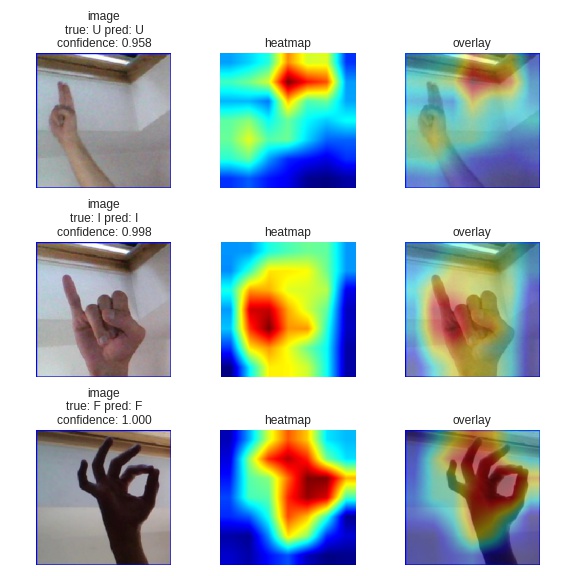 image
true: U pred: U
confidence: 0.958
heatmap
overlay
image
true: I pred: I
confidence: 0.998
heatmap
overlay
image
true: F pred: F
confidence: 1.000
heatmap
overlay